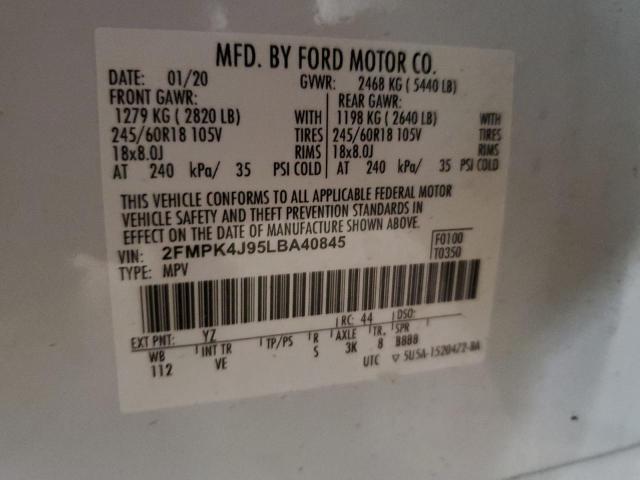 MFD. BY FORD MOTOR CO.
DATE: 01/20 GVWR: 2468 KG ( 5440 LB)
FRONT GAWR: REAR GAWR:
1279 KG ( 2820 LB) WITH 1198 KG ( 2640 LB) WITH
245/60R18 105V TIRES 245/60R18 105V TIRES
18x8.0J RIMS 18x8.0J RIMS
AT 240 kPa/ 35 PSI COLD AT 240 kPa/ 35 PSI COLD
THIS VEHICLE CONFORMS TO ALL APPLICABLE FEDERAL MOTOR
VEHICLE SAFETY AND THEFT PREVENTION STANDARDS IN
EFFECT ON THE DATE OF MANUFACTURE SHOWN ABOVE.
VIN: 2FMPK4J95LBA40845 F0100
TYPE: MPV T0350
EXT PNT: YZ RC: 44 DSO:
WB INT TR TP/PS R AXLE TR. SPR
112 VE S 3K 8 BBBB
UTC ▽ 5U5A-1520472-BA